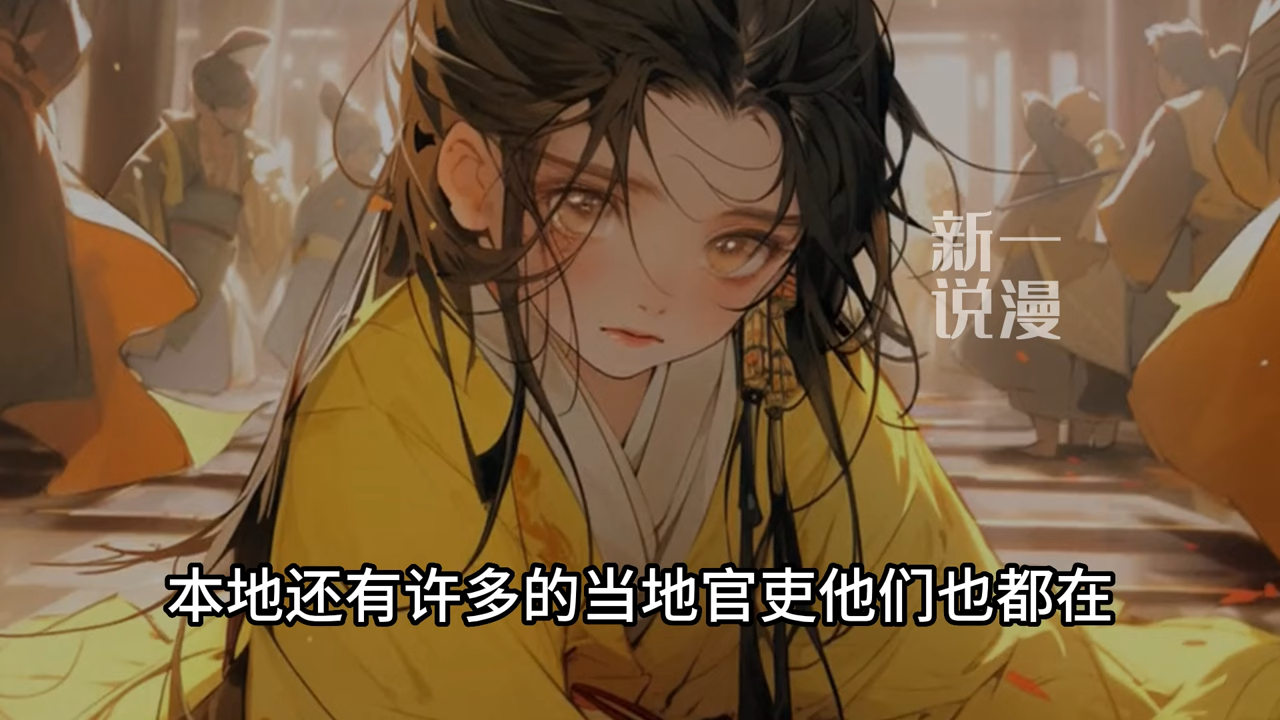 新一
说漫
本地还有许多的当地官吏他们也都在